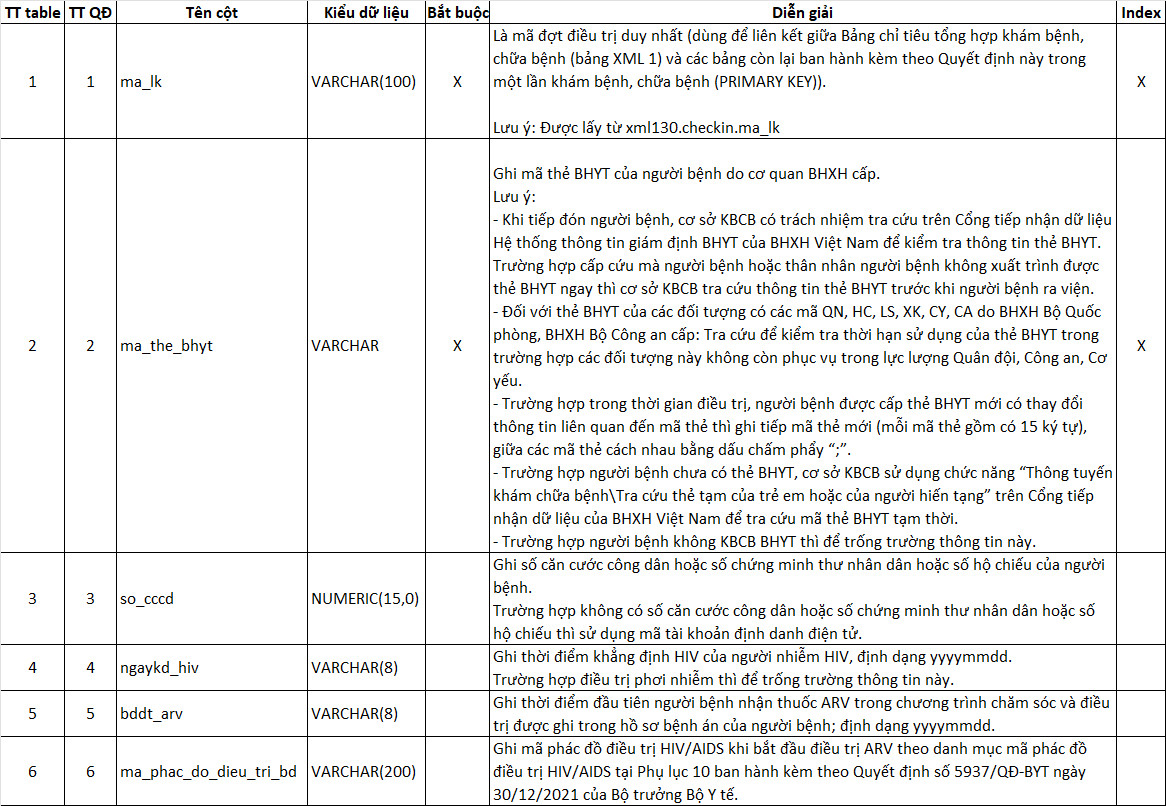 TT table TT QĐ Tên cột Kiểu dữ liệu Bắt buộc Diễn giải Index
1 1 ma_lk VARCHAR(100) X
Là mã đợt điều trị duy nhất (dùng để liên kết giữa Bảng chỉ tiêu tổng hợp khám bệnh,
chữa bệnh (bảng XML 1) và các bảng còn lại ban hành kèm theo Quyết định này trong
một lần khám bệnh, chữa bệnh (PRIMARY KEY)).
Lưu ý: Được lấy từ xml130.checkin.ma_lk
X
2 2 ma_the_bhyt VARCHAR X
Ghi mã thẻ BHYT của người bệnh do cơ quan BHXH cấp.
Lưu ý:
- Khi tiếp đón người bệnh, cơ sở KBCB có trách nhiệm tra cứu trên Cổng tiếp nhận dữ liệu
Hệ thống thông tin giám định BHYT của BHXH Việt Nam để kiểm tra thông tin thẻ BHYT.
Trường hợp cấp cứu mà người bệnh hoặc thân nhân người bệnh không xuất trình được
thẻ BHYT ngay thì cơ sở KBCB tra cứu thông tin thẻ BHYT trước khi người bệnh ra viện.
- Đối với thẻ BHYT của các đối tượng có các mã QN, HC, LS, XK, CY, CA do BHXH Bộ Quốc
phòng, BHXH Bộ Công an cấp: Tra cứu để kiểm tra thời hạn sử dụng của thẻ BHYT trong
trường hợp các đối tượng này không còn phục vụ trong lực lượng Quân đội, Công an, Cơ
yếu.
- Trường hợp trong thời gian điều trị, người bệnh được cấp thẻ BHYT mới có thay đổi
thông tin liên quan đến mã thẻ thì ghi tiếp mã thẻ mới (mỗi mã thẻ gồm có 15 ký tự),
giữa các mã thẻ cách nhau bằng dấu chấm phẩy “;”.
- Trường hợp người bệnh chưa có thẻ BHYT, cơ sở KBCB sử dụng chức năng “Thông tuyến
khám chữa bệnh\Tra cứu thẻ tạm của trẻ em hoặc của người hiến tạng” trên Cổng tiếp
nhận dữ liệu của BHXH Việt Nam để tra cứu mã thẻ BHYT tạm thời.
- Trường hợp người bệnh không KBCB BHYT thì để trống trường thông tin này.
X
3 3 so_cccd NUMERIC(15,0)
Ghi số căn cước công dân hoặc số chứng minh thư nhân dân hoặc số hộ chiếu của người
bệnh.
Trường hợp không có số căn cước công dân hoặc số chứng minh thư nhân dân hoặc số
hộ chiếu thì sử dụng mã tài khoản định danh điện tử.
4 4 ngaykd_hiv VARCHAR(8)
Ghi thời điểm khẳng định HIV của người nhiễm HIV, định dạng yyyymmdd.
Trường hợp điều trị phơi nhiễm thì để trống trường thông tin này.
5 5 bddt_arv VARCHAR(8)
Ghi thời điểm đầu tiên người bệnh nhận thuốc ARV trong chương trình chăm sóc và điều
trị được ghi trong hồ sơ bệnh án của người bệnh; định dạng yyyymmdd.
6 6 ma_phac_do_dieu_tri_bd VARCHAR(200)
Ghi mã phác đồ điều trị HIV/AIDS khi bắt đầu điều trị ARV theo danh mục mã phác đồ
điều trị HIV/AIDS tại Phụ lục 10 ban hành kèm theo Quyết định số 5937/QĐ-BYT ngày
30/12/2021 của Bộ trưởng Bộ Y tế.